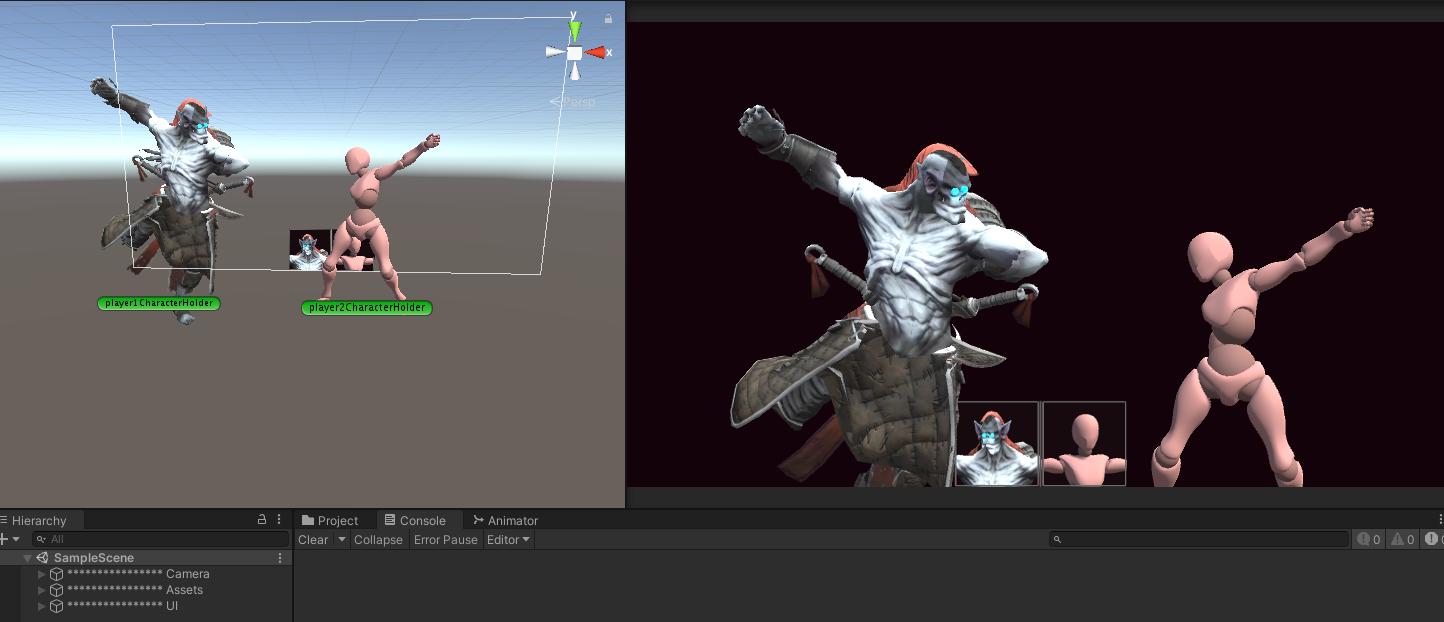 y
x
Persp
player1CharacterHolder
player2CharacterHolder
Hierarchy
All
SampleScene
**************** Camera
**************** Assets
**************** UI
Project
Console
Animator
Clear
Collapse
Error Pause
Editor
0
0
0